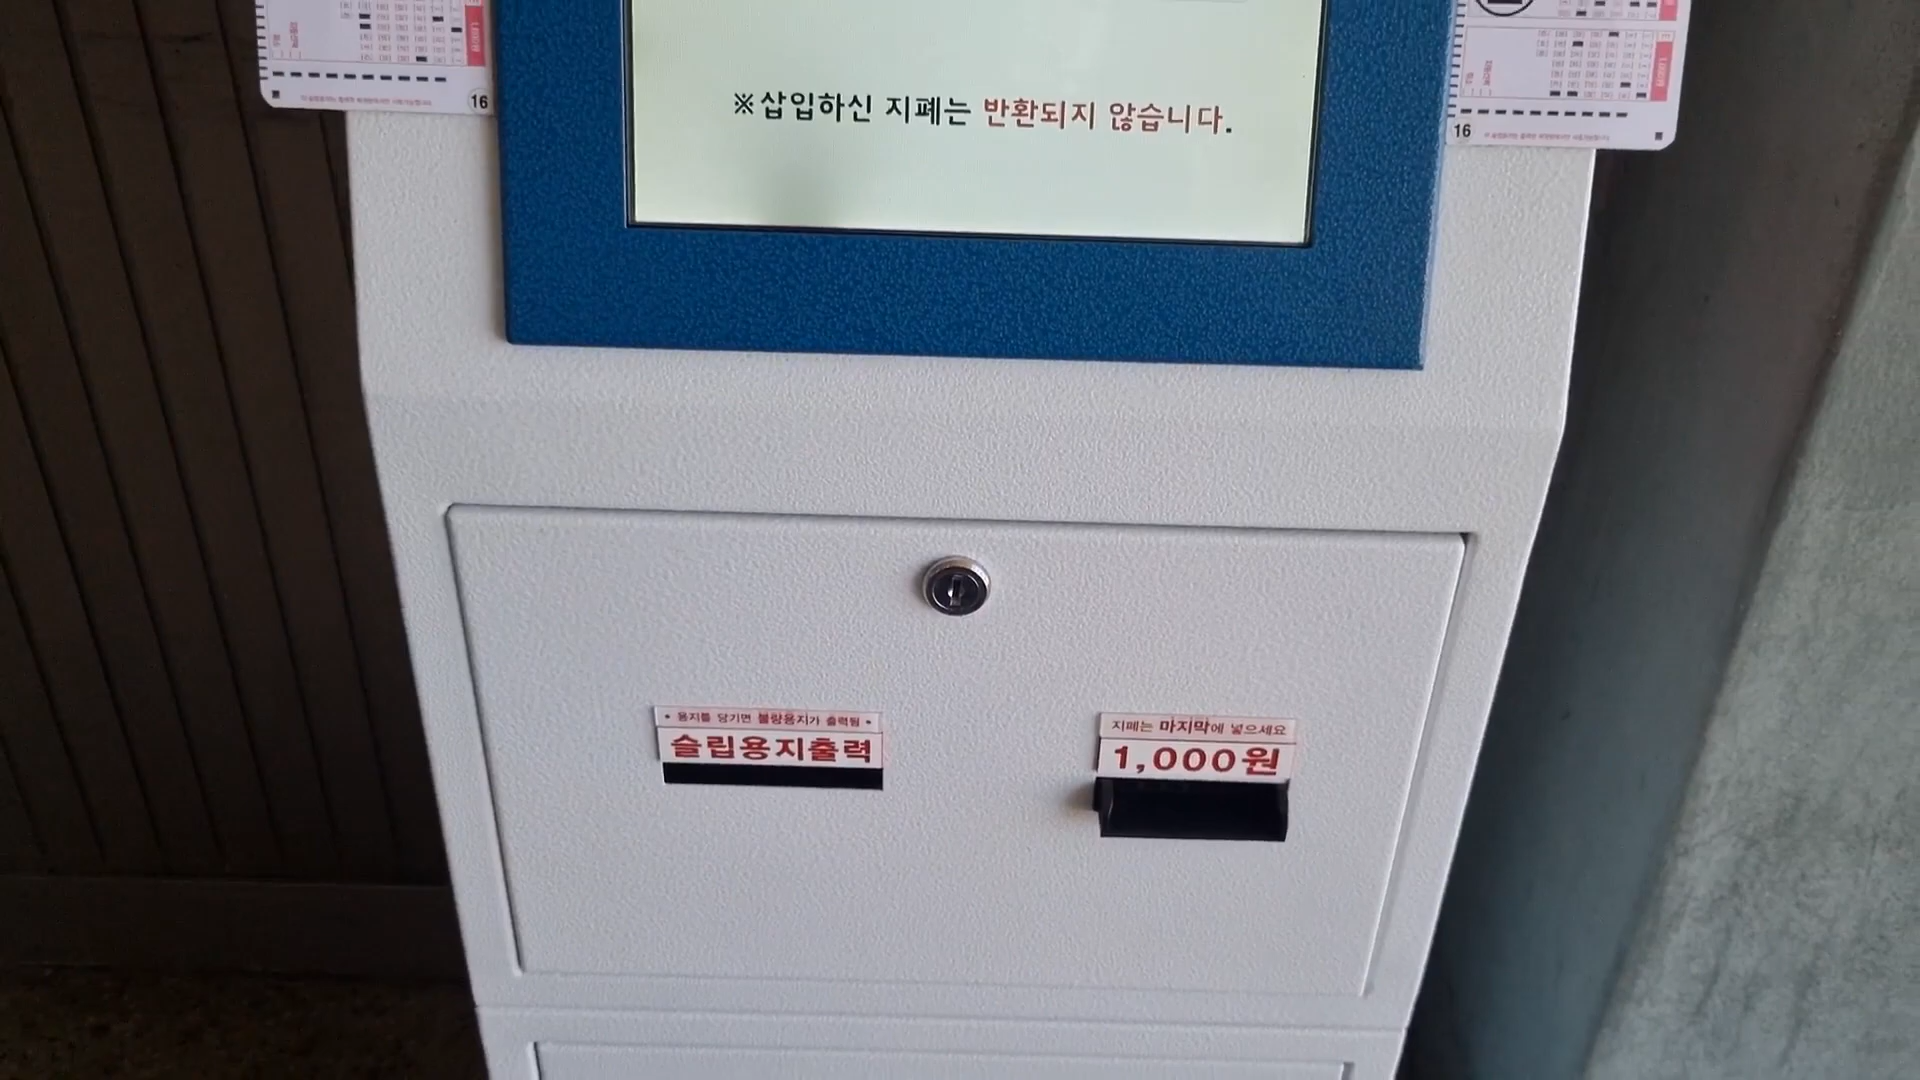 ※삽입하신 지폐는 반환되지 않습니다.
16
16
• 용지를 당기면 불량용지가 출력됨 •
슬립용지출력
지폐는 마지막에 넣으세요
1,000원